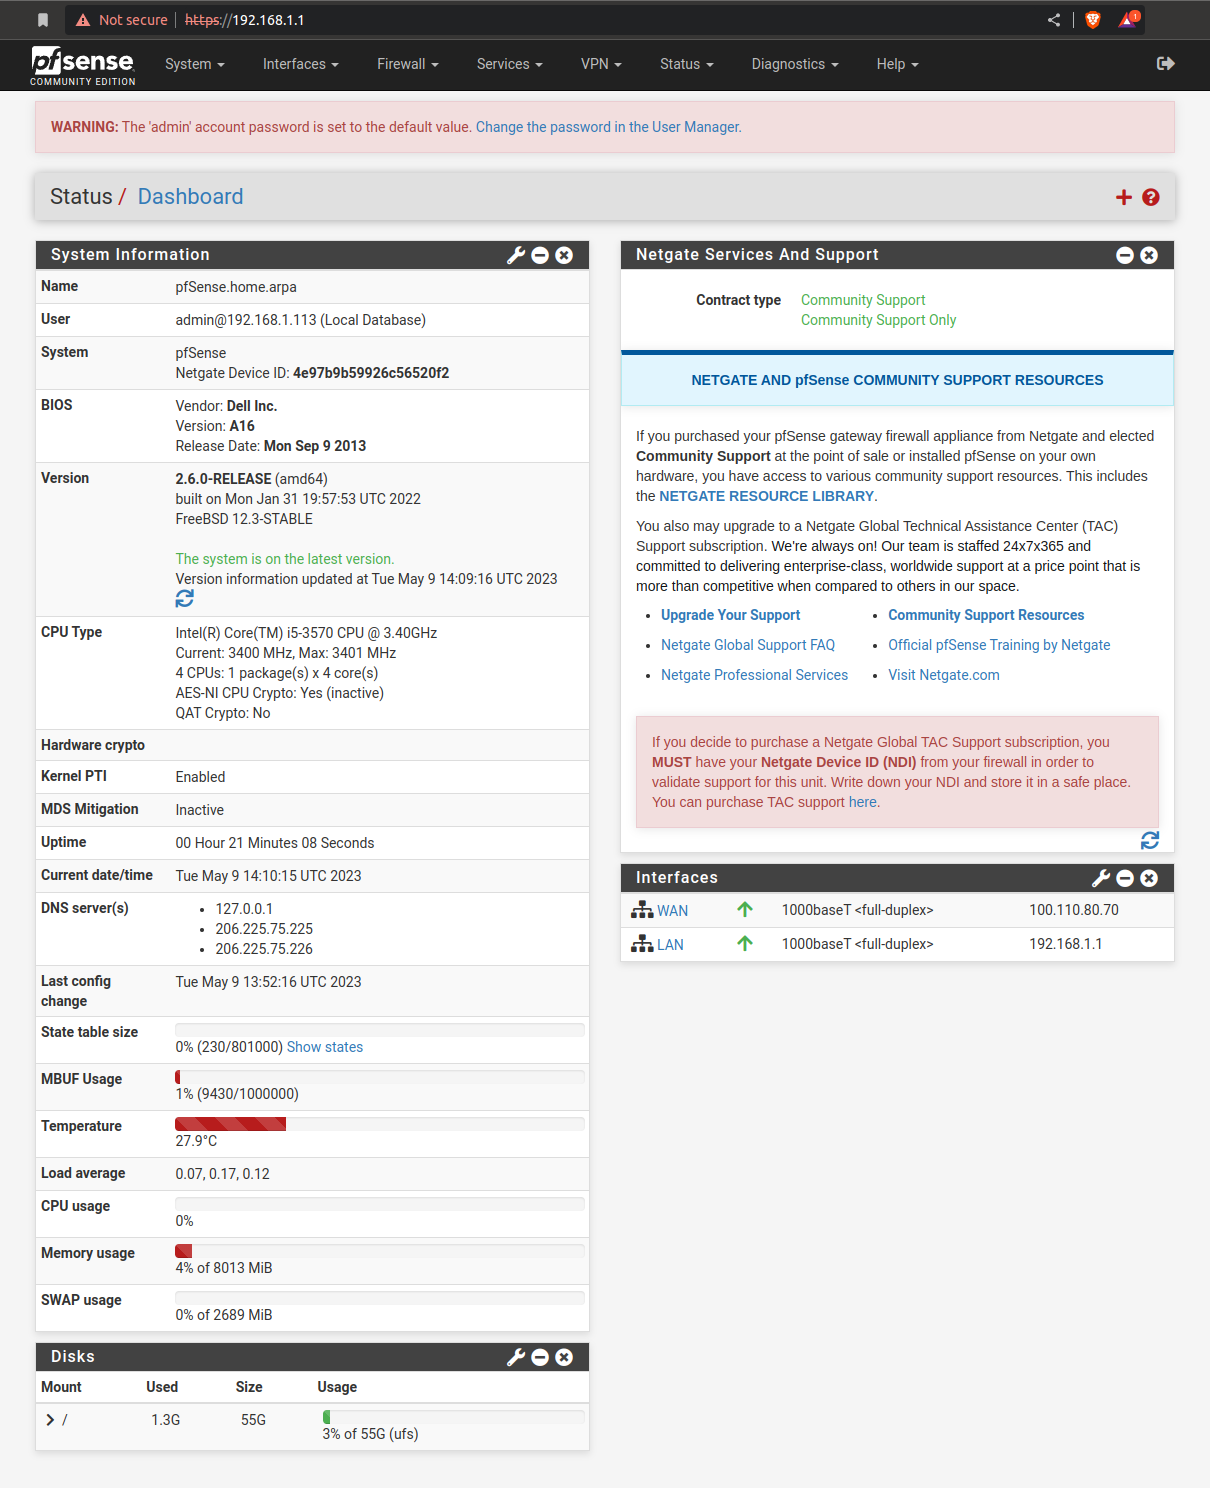 Not secure https://192.168.1.1
1
pfsense
COMMUNITY EDITION
System
Interfaces
Firewall
Services
VPN
Status
Diagnostics
Help
WARNING: The 'admin' account password is set to the default value. Change the password in the User Manager.
Status / Dashboard
System Information
Name pfSense.home.arpa
User admin@192.168.1.113 (Local Database)
System pfSense
Netgate Device ID: 4e97b9b59926c56520f2
BIOS Vendor: Dell Inc.
Version: A16
Release Date: Mon Sep 9 2013
Version 2.6.0-RELEASE (amd64)
built on Mon Jan 31 19:57:53 UTC 2022
FreeBSD 12.3-STABLE
The system is on the latest version.
Version information updated at Tue May 9 14:09:16 UTC 2023
CPU Type Intel(R) Core(TM) i5-3570 CPU @ 3.40GHz
Current: 3400 MHz, Max: 3401 MHz
4 CPUs: 1 package(s) x 4 core(s)
AES-NI CPU Crypto: Yes (inactive)
QAT Crypto: No
Hardware crypto
Kernel PTI Enabled
MDS Mitigation Inactive
Uptime 00 Hour 21 Minutes 08 Seconds
Current date/time Tue May 9 14:10:15 UTC 2023
DNS server(s) • 127.0.0.1
• 206.225.75.225
• 206.225.75.226
Last config Tue May 9 13:52:16 UTC 2023
change
State table size
0% (230/801000) Show states
MBUF Usage
1% (9430/1000000)
Temperature
27.9°C
Load average 0.07, 0.17, 0.12
CPU usage
0%
Memory usage
4% of 8013 MiB
SWAP usage
0% of 2689 MiB
Disks
Mount Used Size Usage
/ 1.3G 55G
3% of 55G (ufs)
Netgate Services And Support
Contract type Community Support
Community Support Only
NETGATE AND pfSense COMMUNITY SUPPORT RESOURCES
If you purchased your pfSense gateway firewall appliance from Netgate and elected
Community Support at the point of sale or installed pfSense on your own
hardware, you have access to various community support resources. This includes
the NETGATE RESOURCE LIBRARY.
You also may upgrade to a Netgate Global Technical Assistance Center (TAC)
Support subscription. We're always on! Our team is staffed 24x7x365 and
committed to delivering enterprise-class, worldwide support at a price point that is
more than competitive when compared to others in our space.
• Upgrade Your Support
• Netgate Global Support FAQ
• Netgate Professional Services
• Community Support Resources
• Official pfSense Training by Netgate
• Visit Netgate.com
If you decide to purchase a Netgate Global TAC Support subscription, you
MUST have your Netgate Device ID (NDI) from your firewall in order to
validate support for this unit. Write down your NDI and store it in a safe place.
You can purchase TAC support here.
Interfaces
WAN 1000baseT <full-duplex> 100.110.80.70
LAN 1000baseT <full-duplex> 192.168.1.1